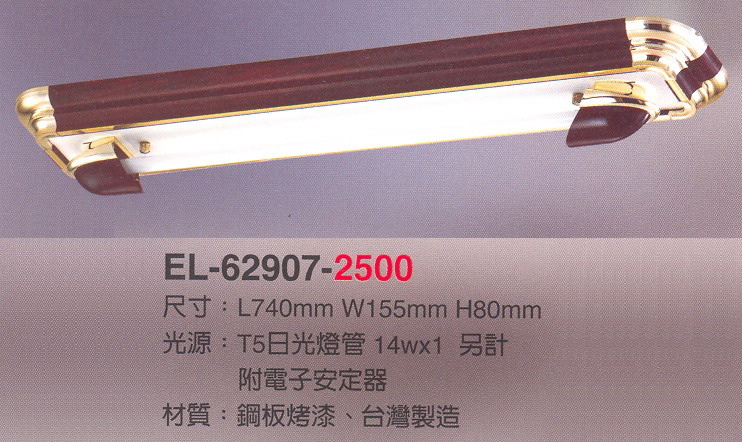 EL-62907-2500
尺寸：L740mm W155mm H80mm
光源：T5日光燈管 14wx1 另計
附電子安定器
材質：鋼板烤漆、台灣製造